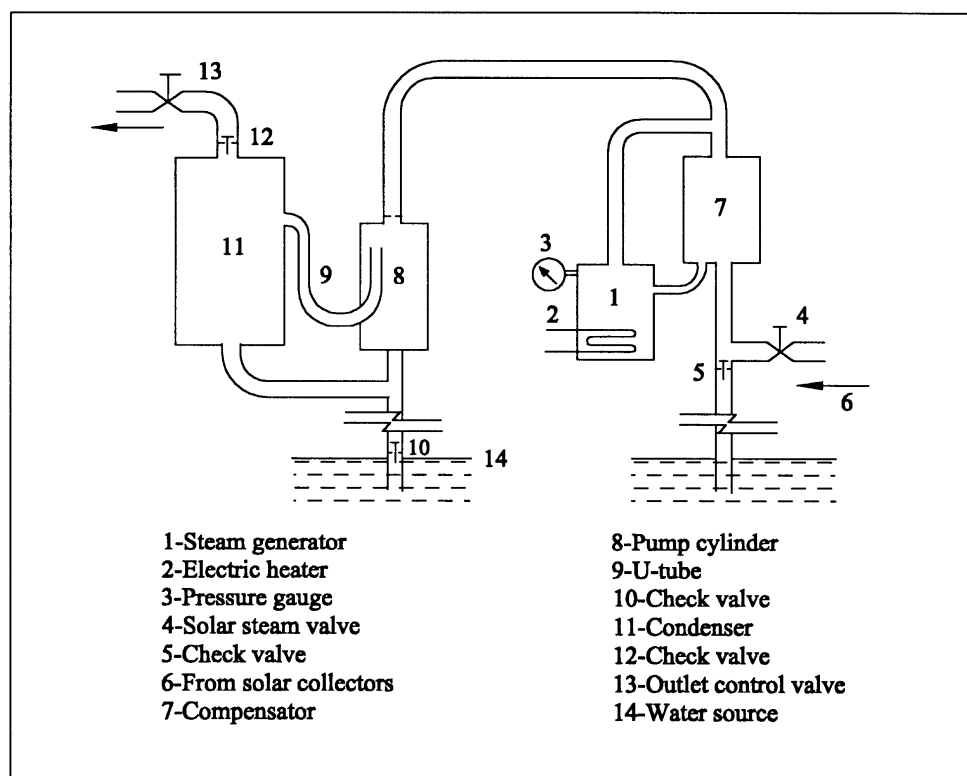 13
12
11
9
8
3
2
1
7
4
5
6
10
14
1-Steam generator
2-Electric heater
3-Pressure gauge
4-Solar steam valve
5-Check valve
6-From solar collectors
7-Compensator
8-Pump cylinder
9-U-tube
10-Check valve
11-Condenser
12-Check valve
13-Outlet control valve
14-Water source